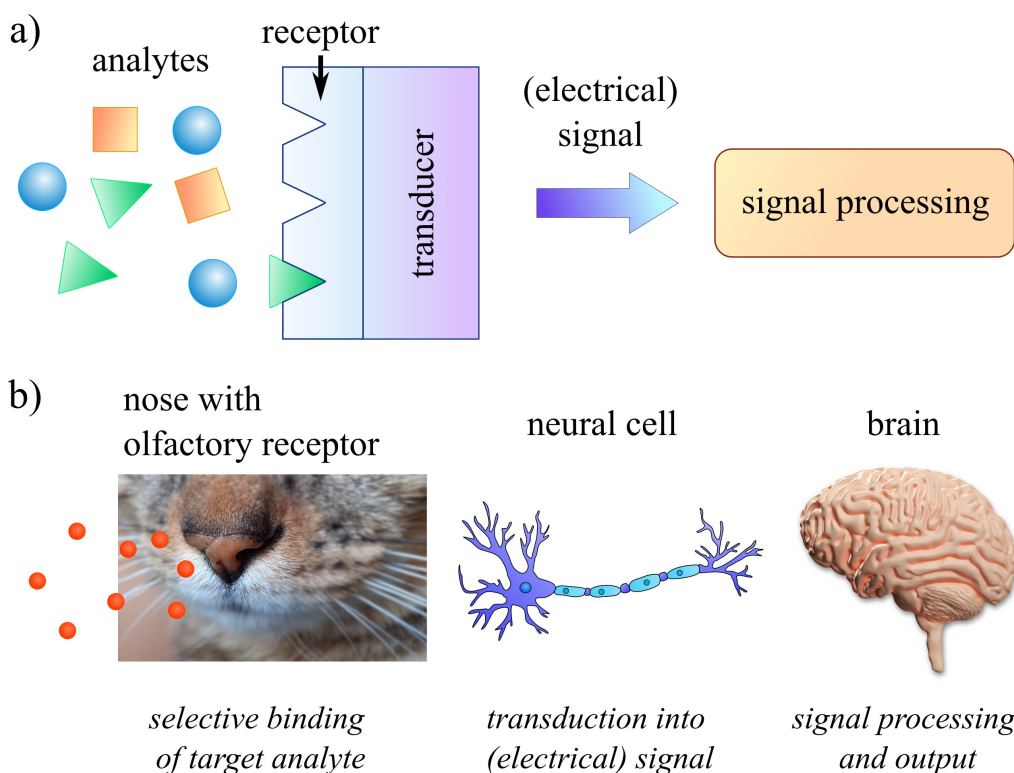 a)
receptor
analytes
transducer
(electrical)
signal
signal processing
b)
nose with
olfactory receptor
neural cell
brain
selective binding
of target analyte
transduction into
(electrical) signal
signal processing
and output